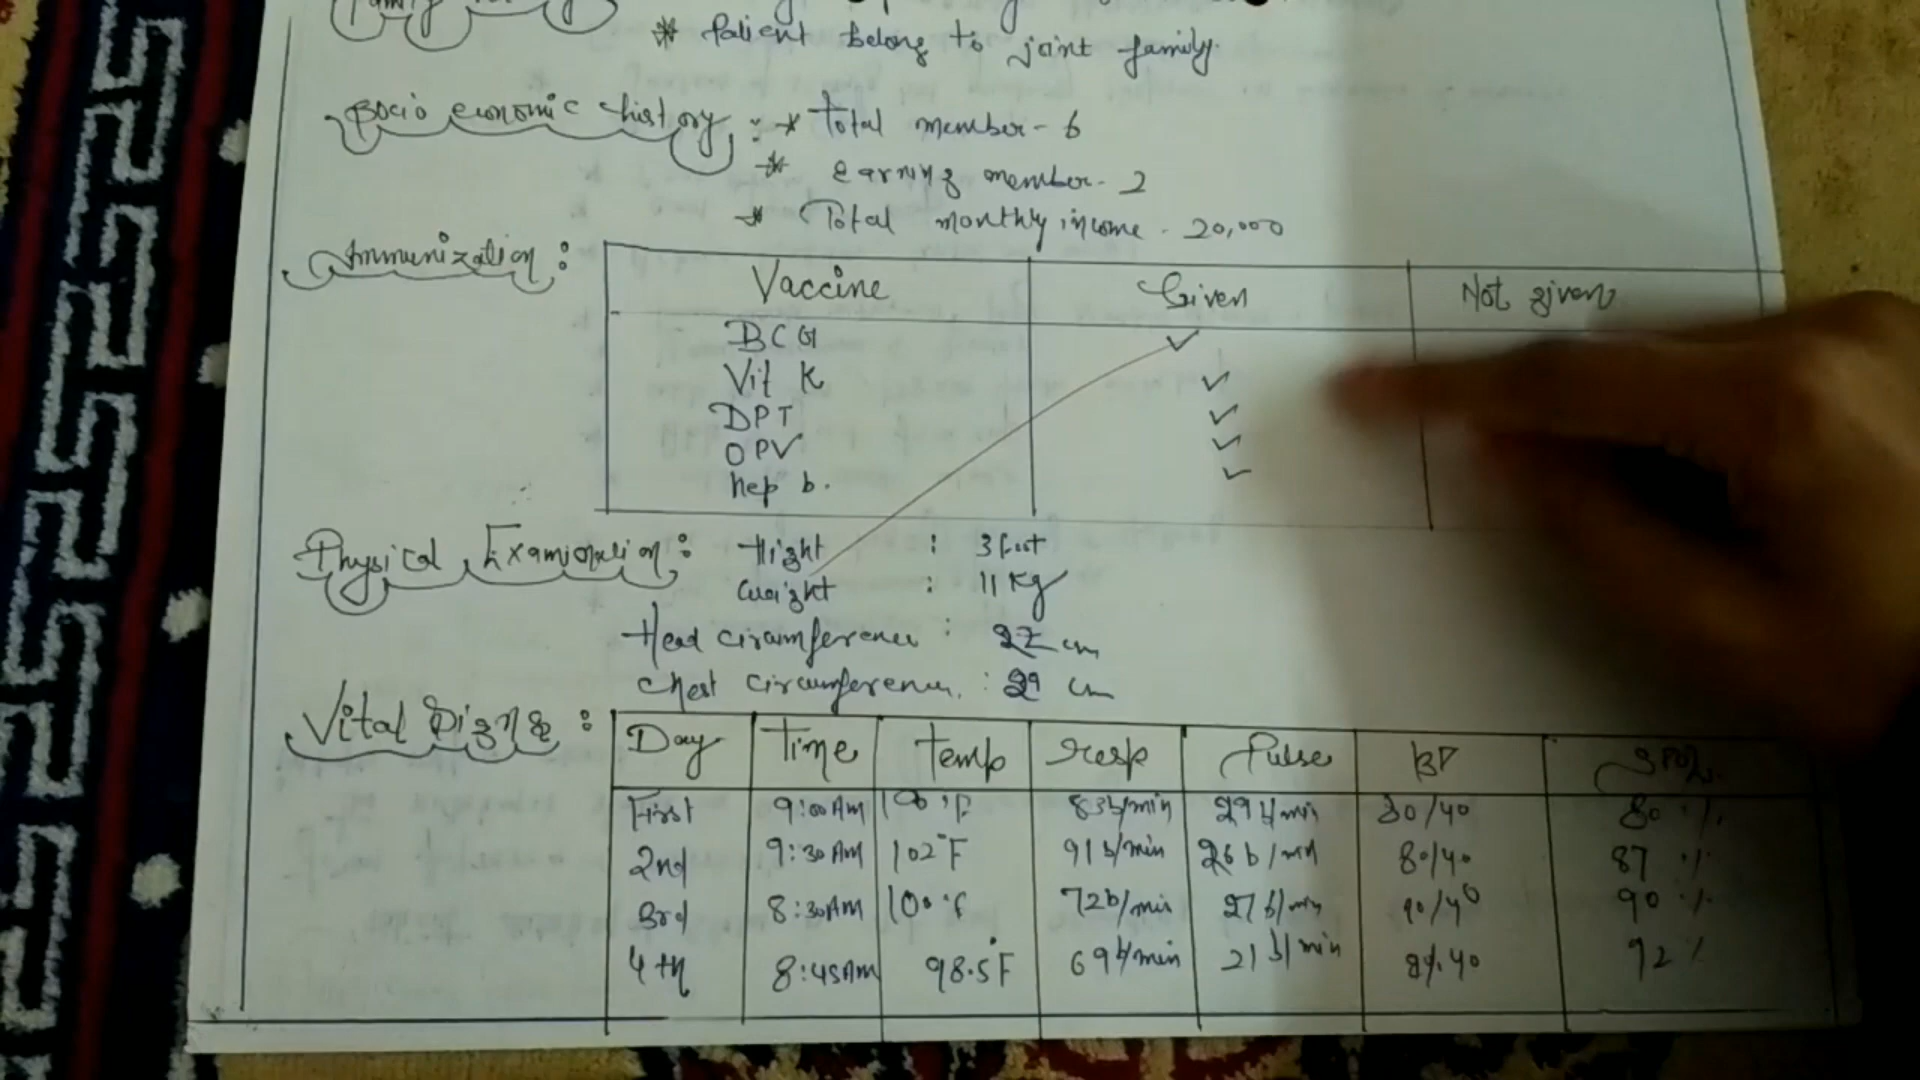 * Patient belong to joint family.
Socio economic history : * Total member - 6
* earning member - 2
* Total monthly income - 20,000
Immunization :
Vaccine Given Not given
BCG ✓
Vit K ✓
DPT ✓
OPV ✓
hep b. ✓
Physical Examination : Hight : 3 foot
Weight : 11 Kg
Head circumference : 27 cm
Chest circumference : 29 cm
Vital Signs :
Day Time Temp resp Pulse BP SPO2
First 9:00 AM 83 b/min 29 b/min 80/40 80 %
2nd 9:30 AM 102°F 91 b/min 26 b/min 80/40 87 %
3rd 8:30 AM 100°F 72 b/min 27 b/min 90/40 90 %
4th 8:45 AM 98.5°F 69 b/min 21 b/min 92 %